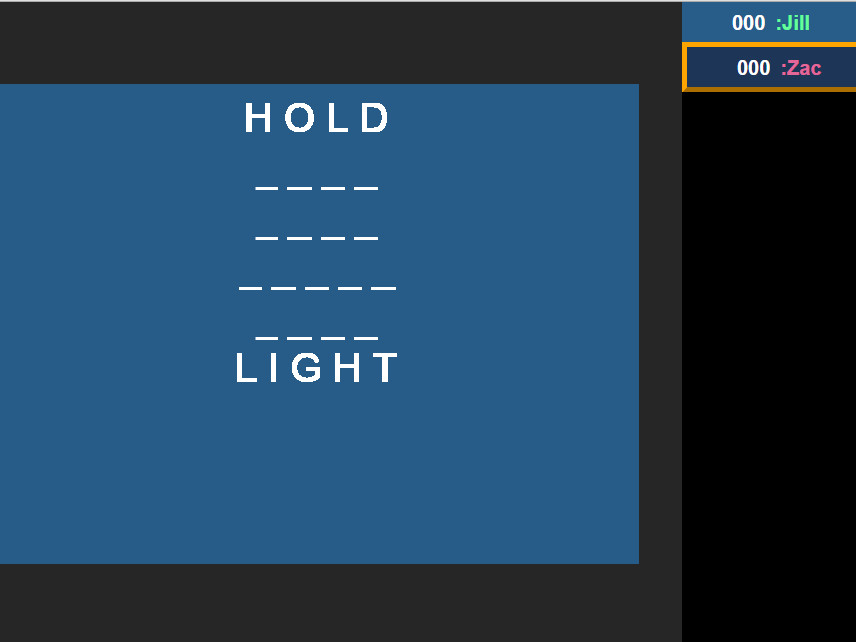 HOLD
_ _ _ _
_ _ _ _
_ _ _ _ _
_ _ _ _
LIGHT
000 :Jill
000 :Zac